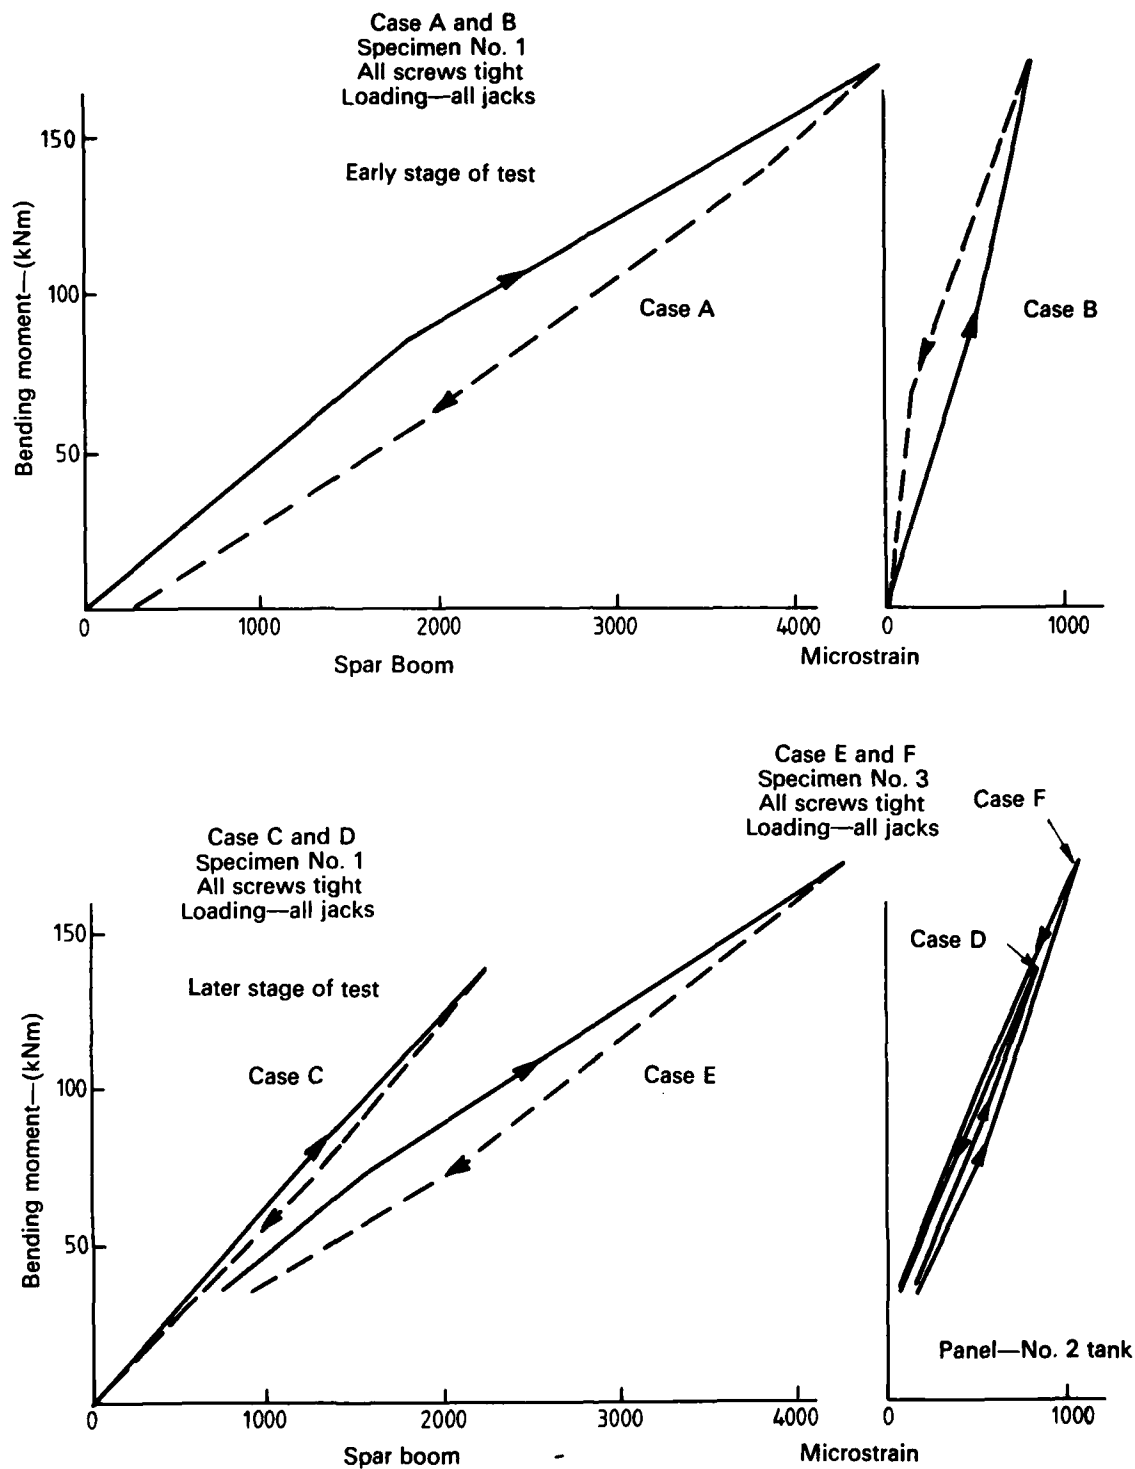 Case A and B
Specimen No. 1
All screws tight
Loading—all jacks
Early stage of test
Bending moment—(kNm)
150
100
50
Case A
Case B
0
1000
2000
3000
4000
0
1000
Spar Boom
Microstrain
Case E and F
Specimen No. 3
All screws tight
Loading—all jacks
Case F
Case C and D
Specimen No. 1
All screws tight
Loading—all jacks
Later stage of test
Case D
Bending moment—(kNm)
150
100
50
Case C
Case E
Panel—No. 2 tank
0
1000
2000
3000
4000
0
1000
Spar boom
Microstrain